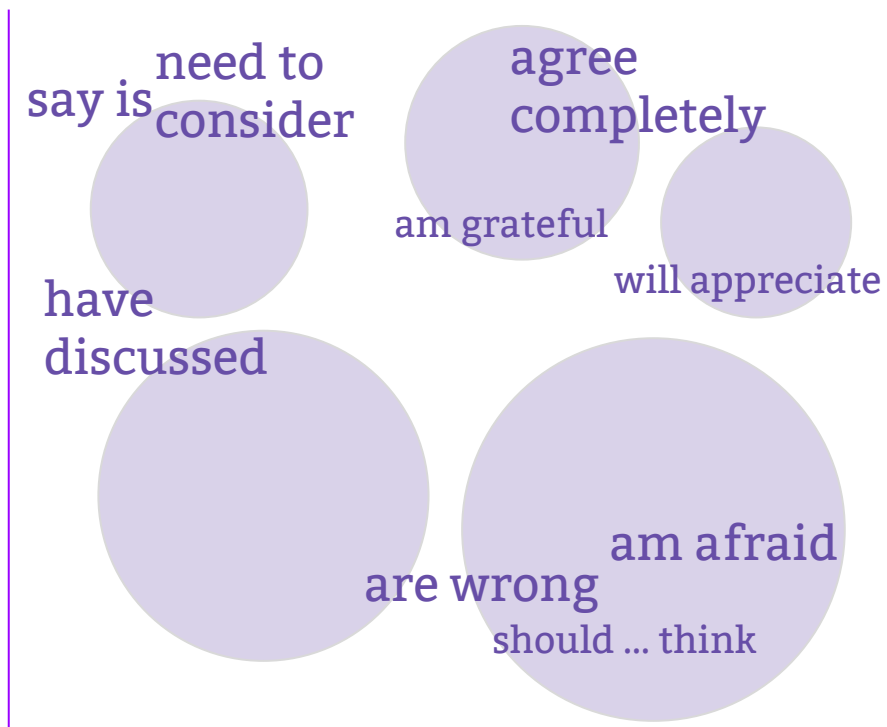 need to
say is
consider
agree
completely
am grateful
will appreciate
have
discussed
am afraid
are wrong
should ... think